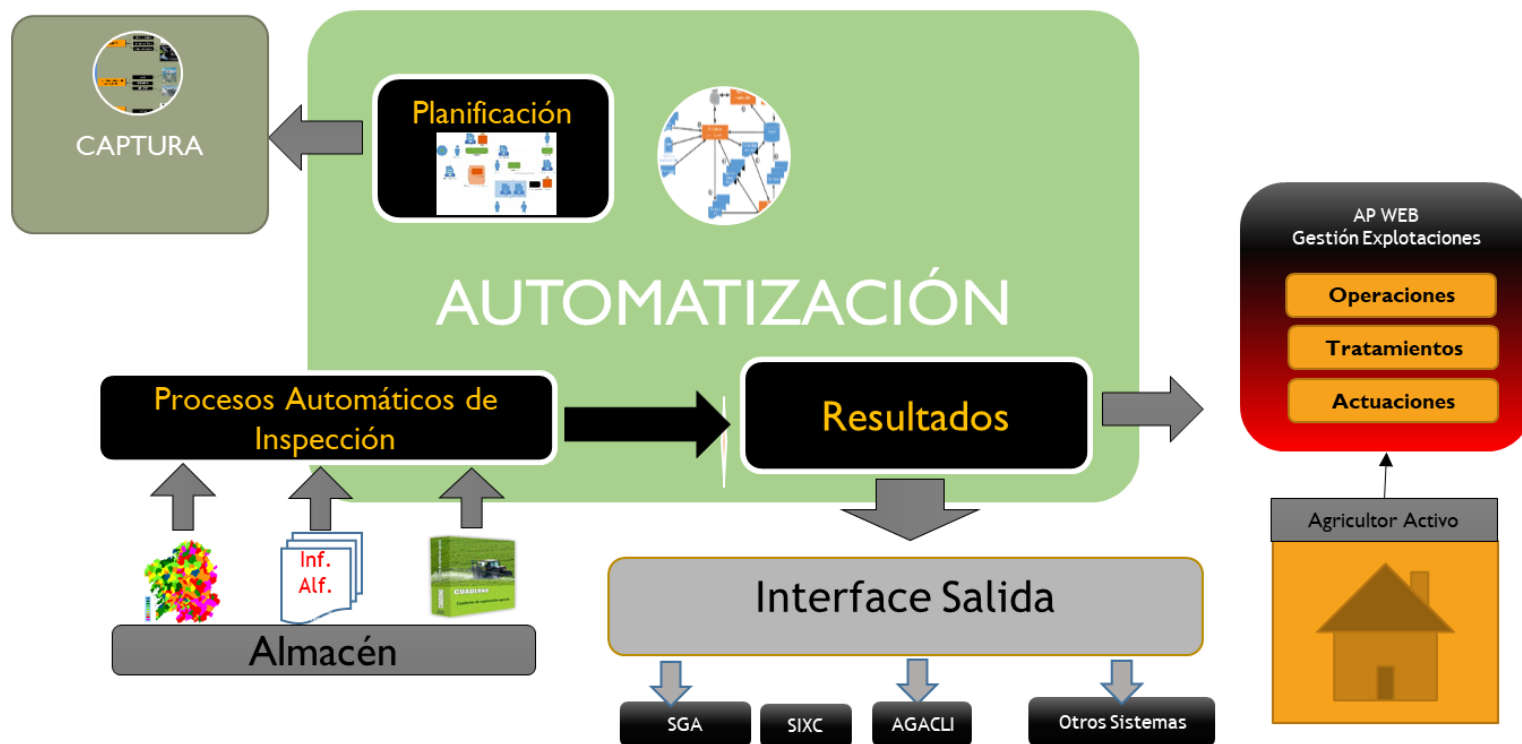 CAPTURA
Planificación
AUTOMATIZACIÓN
Procesos Automáticos de
Inspección
Resultados
AP WEB
Gestión Explotaciones
Operaciones
Tratamientos
Actuaciones
Agricultor Activo
Inf.
Alf.
CUADERNO
Almacén
Interface Salida
SGA
SIXC
AGACLI
Otros Sistemas